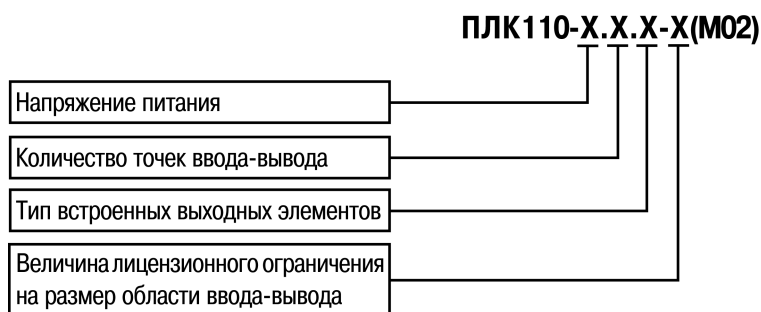 ПЛК110-Х.Х.Х-Х(М02)
Напряжение питания
Количество точек ввода-вывода
Тип встроенных выходных элементов
Величина лицензионного ограничения
на размер области ввода-вывода